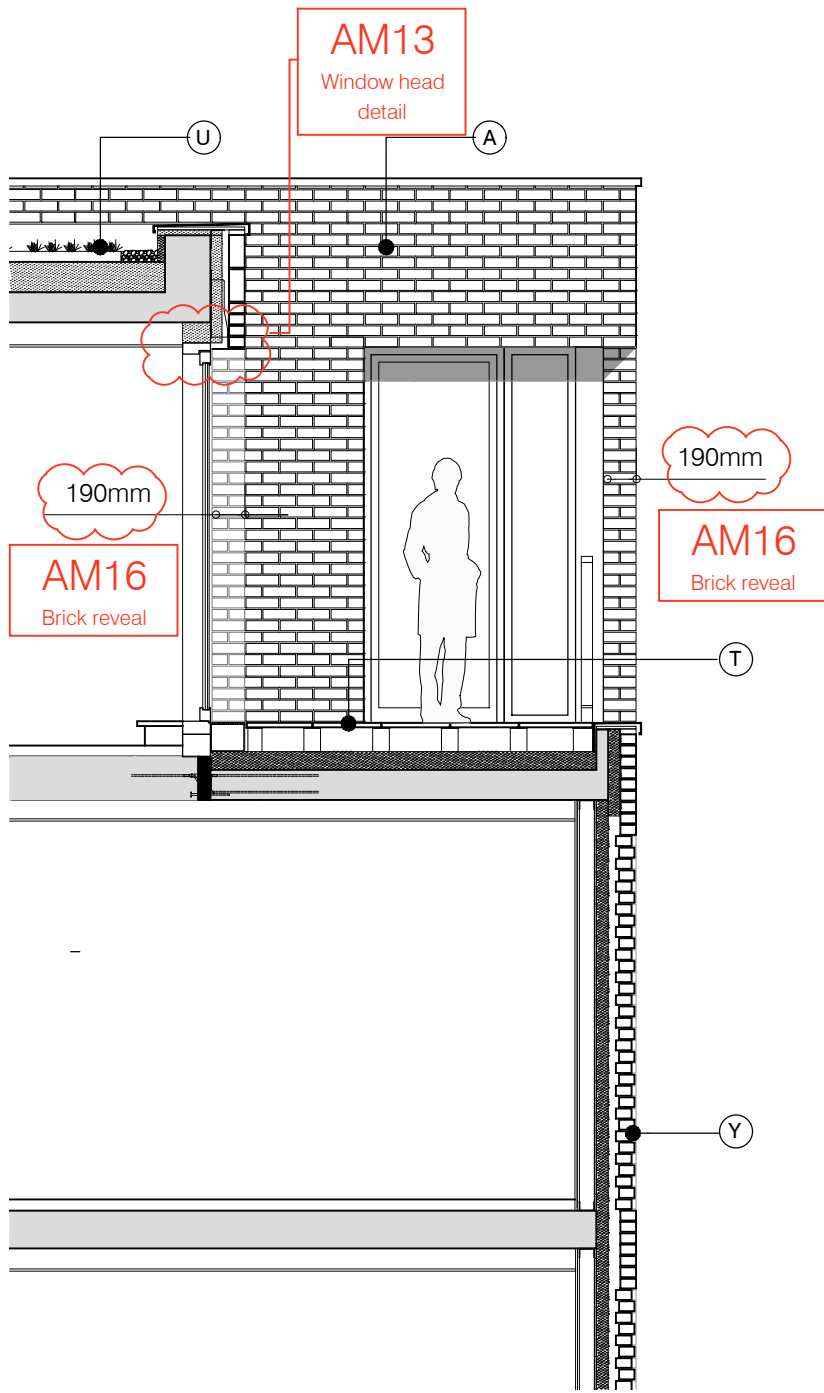 AM13
Window head
detail
U
A
190mm
190mm
AM16
Brick reveal
AM16
Brick reveal
T
Y